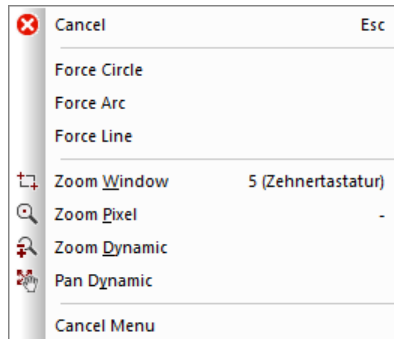 Cancel Esc
Force Circle
Force Arc
Force Line
Zoom Window 5 (Zehnertastatur)
Zoom Pixel -
Zoom Dynamic
Pan Dynamic
Cancel Menu